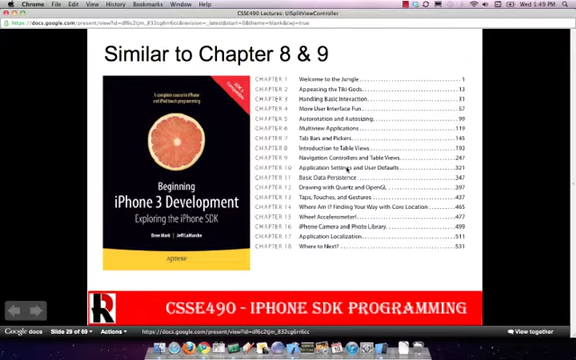 Chrome File Edit View History Bookmarks Window Help
Wed 2 1:49 PM
CSSE490 Lectures: UISplitViewController
Similar to Chapter 8 & 9
A complete course in iPhone
and iPod touch programming
Beginning
iPhone 3 Development
Exploring the iPhone SDK
Dave Mark | Jeff LaMarche
Apress
CHAPTER 1 Welcome to the Jungle 1
CHAPTER 2 Appeasing the Tiki Gods 13
CHAPTER 3 Handling Basic Interaction 31
CHAPTER 4 More User Interface Fun 57
CHAPTER 5 Autorotation and Autosizing 99
CHAPTER 6 Multiview Applications 119
CHAPTER 7 Tab Bars and Pickers 145
CHAPTER 8 Introduction to Table Views 193
CHAPTER 9 Navigation Controllers and Table Views 247
CHAPTER 10 Application Settings and User Defaults 321
CHAPTER 11 Basic Data Persistence 347
CHAPTER 12 Drawing with Quartz and OpenGL 397
CHAPTER 13 Taps, Touches, and Gestures 437
CHAPTER 14 Where Am I? Finding Your Way with Core Location 465
CHAPTER 15 Whee! Accelerometer! 477
CHAPTER 16 iPhone Camera and Photo Library 499
CHAPTER 17 Application Localization 511
CHAPTER 18 Where to Next? 531
R
CSSE490 - IPHONE SDK PROGRAMMING
Google docs Slide 29 of 69 Actions View together